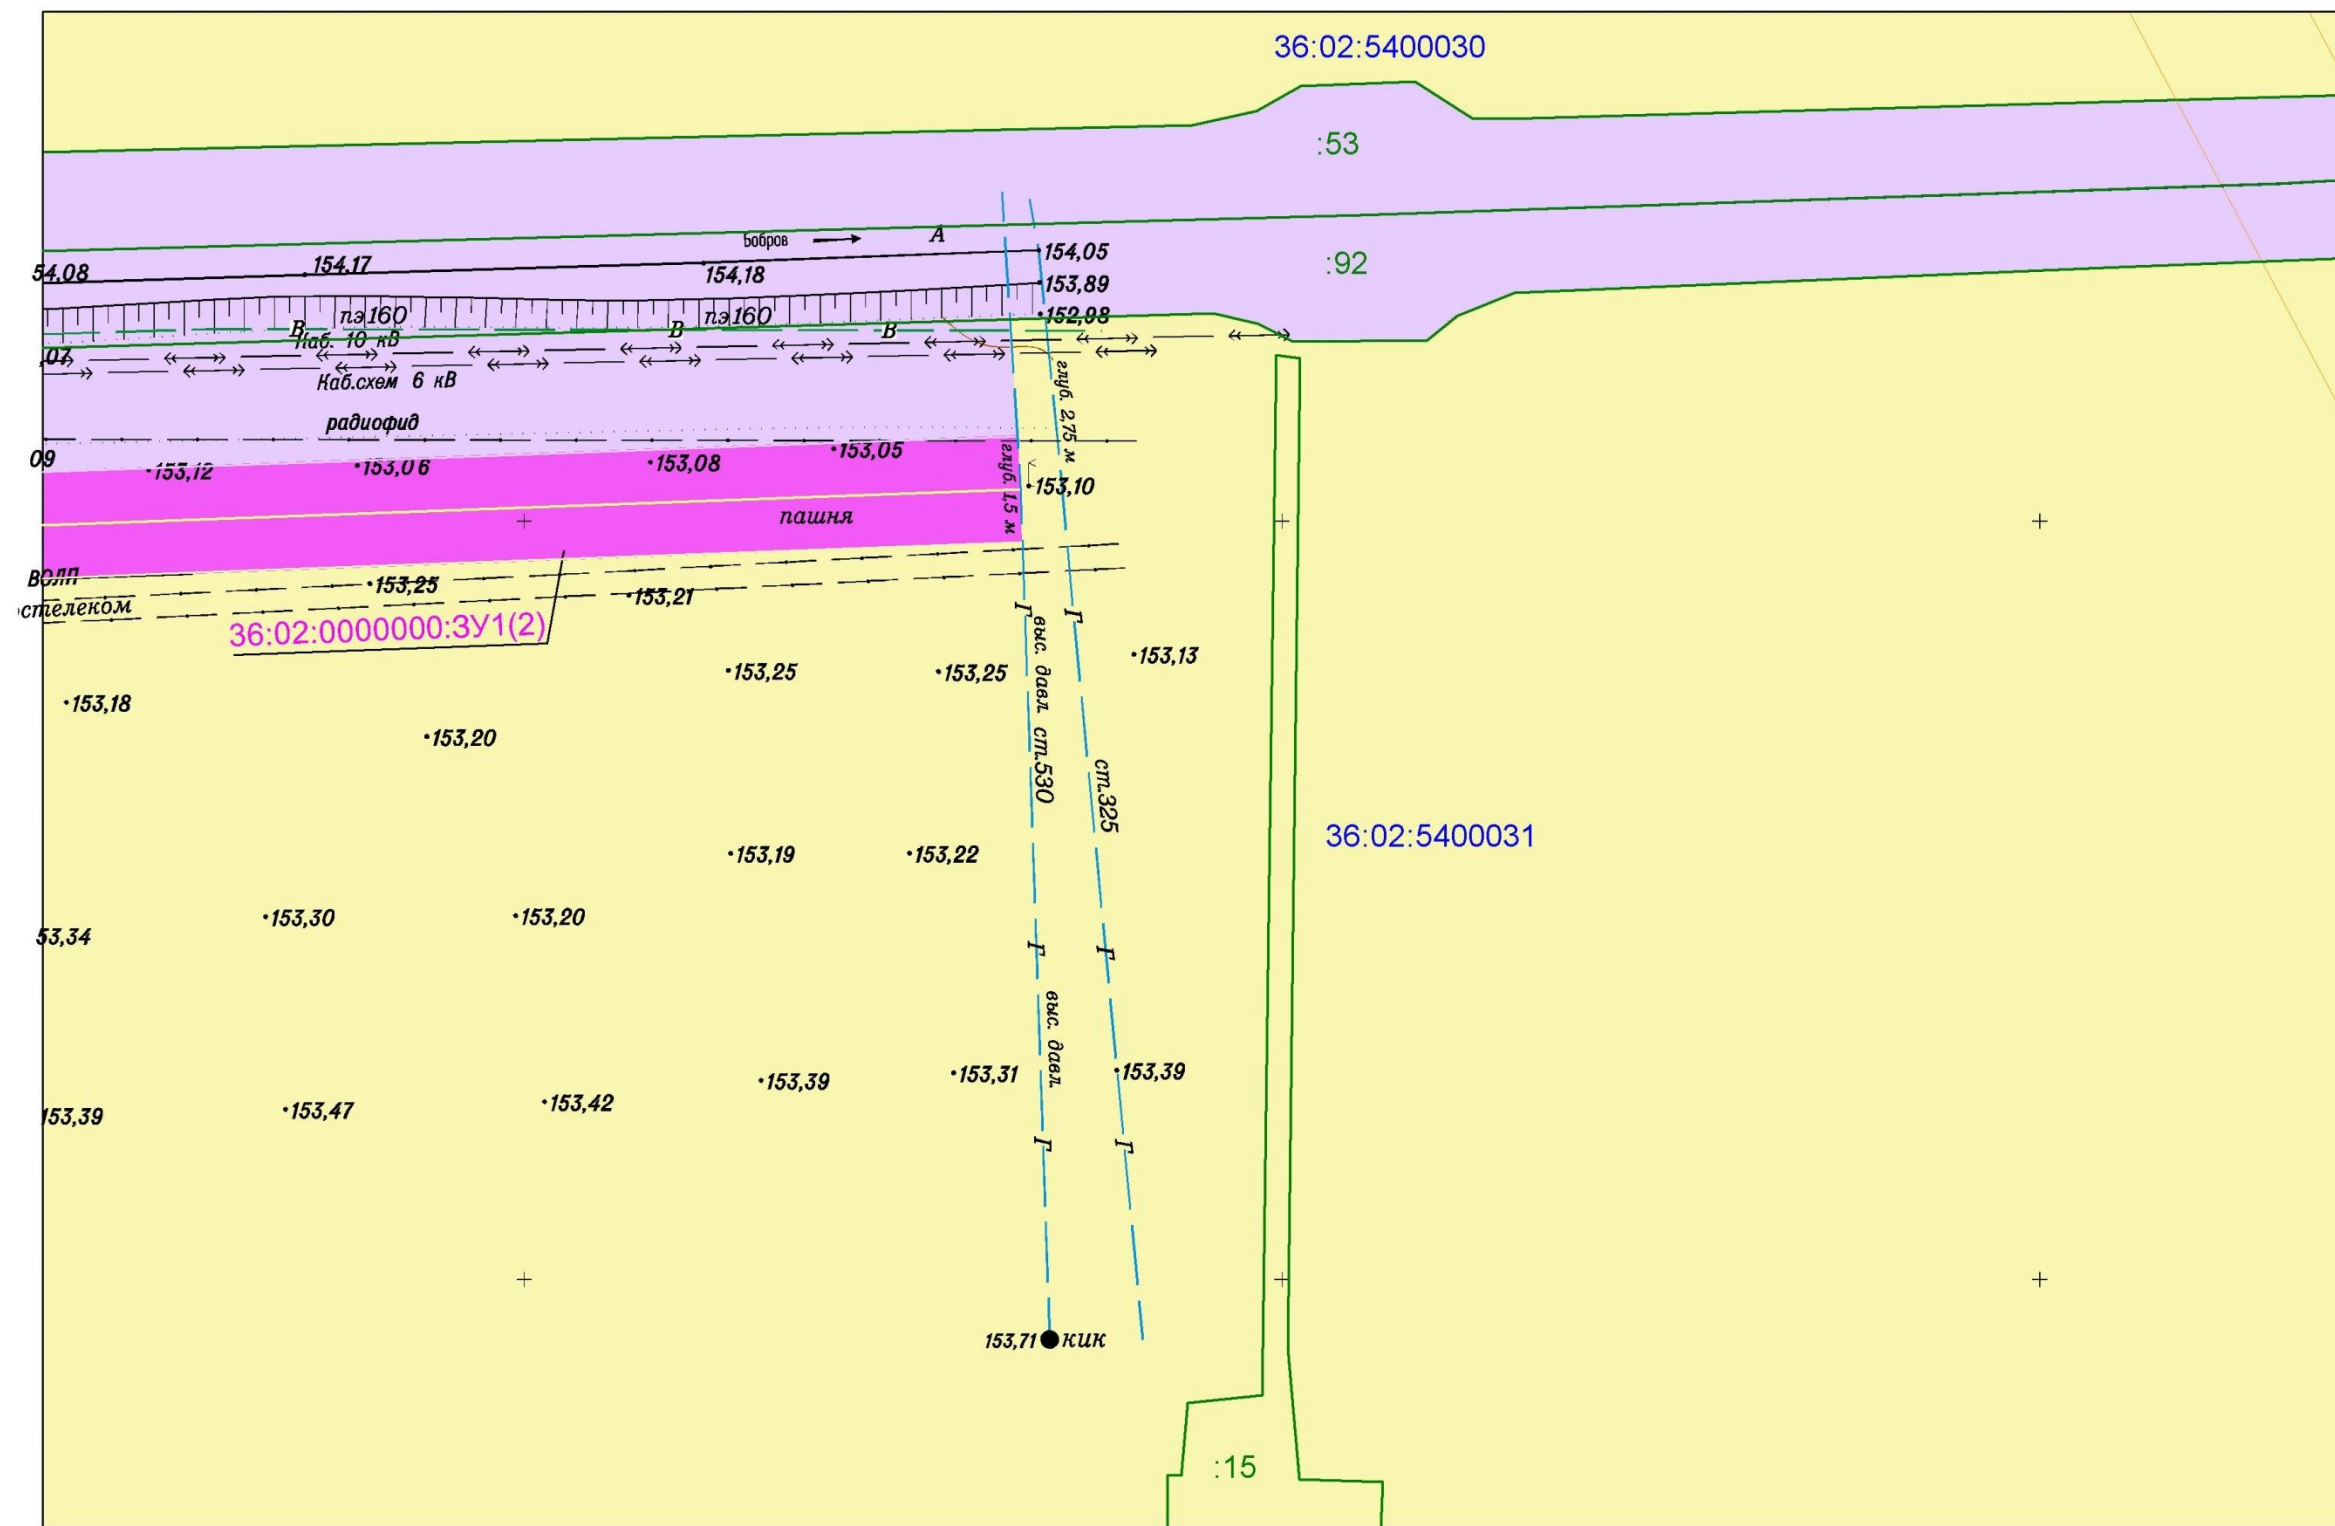 36:02:5400030
:53
Бобров
А
154,05
54,08
154,17
154,18
:92
153,89
152,98
пэ160
пэ160
В
В
В
Каб. 10 кВ
,07
Каб.схем 6 кВ
глуб. 2,75 м
радиофид
09
153,12
153,06
153,08
153,05
глуб. 1,5 м
153,10
пашня
ВОЛП
153,25
153,21
остелеком
36:02:0000000:ЗУ1(2)
Г
Г
выс. давл. ст.530
153,13
153,25
153,25
153,18
153,20
ст.325
36:02:5400031
153,19
153,22
153,30
153,20
53,34
Г
Г
выс. давл.
153,39
153,31
153,39
153,39
153,47
153,42
Г
Г
153,71
кик
:15